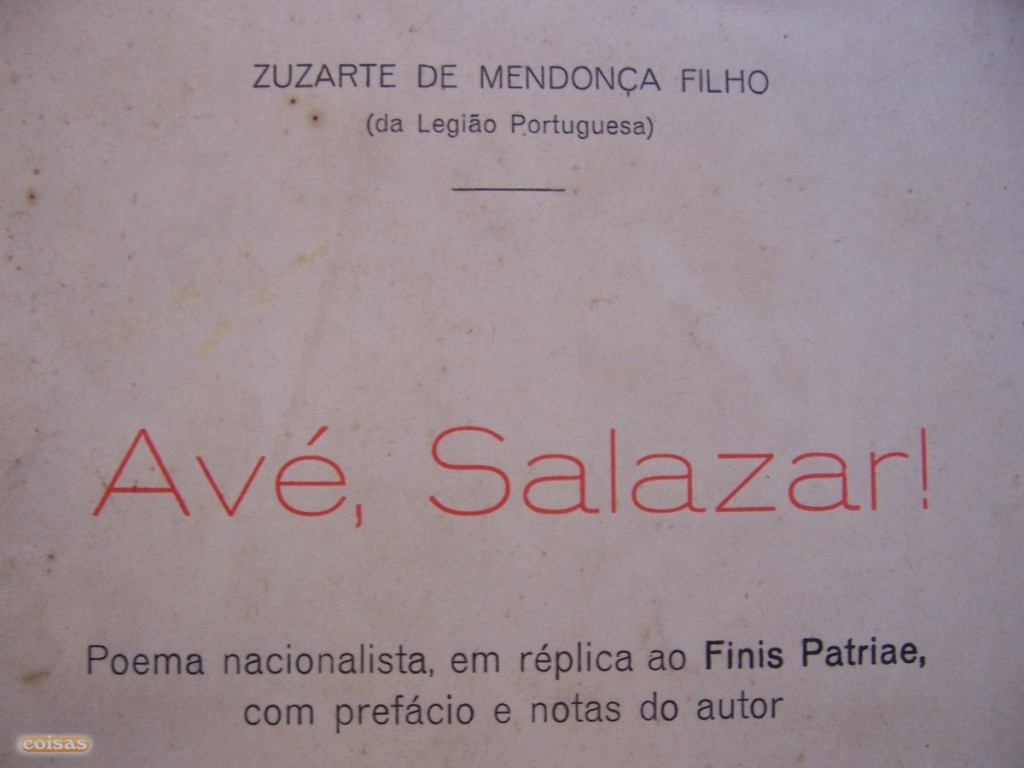 ZUZARTE DE MENDONÇA FILHO
(da Legião Portuguesa)
Avé, Salazar!
Poema nacionalista, em réplica ao Finis Patriae,
com prefácio e notas do autor
coisas